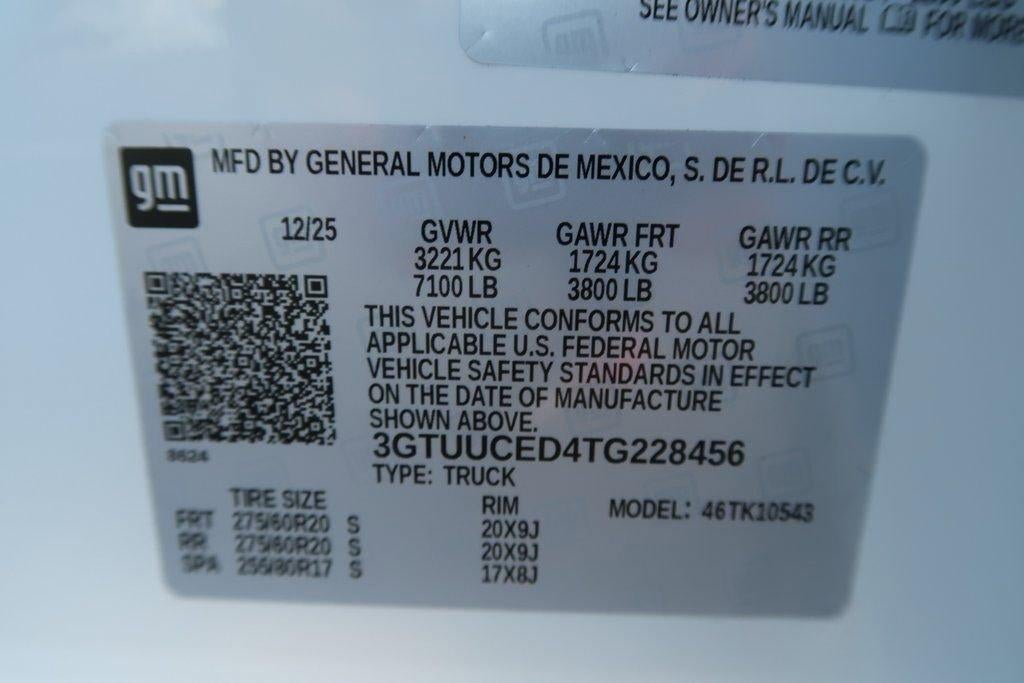 SEE OWNER'S MANUAL FOR MORE
gm
MFD BY GENERAL MOTORS DE MEXICO, S. DE R.L. DE C.V.
12/25 GVWR GAWR FRT GAWR RR
3221 KG 1724 KG 1724 KG
7100 LB 3800 LB 3800 LB
THIS VEHICLE CONFORMS TO ALL
APPLICABLE U.S. FEDERAL MOTOR
VEHICLE SAFETY STANDARDS IN EFFECT
ON THE DATE OF MANUFACTURE
SHOWN ABOVE.
3GTUUCED4TG228456
8624
TYPE: TRUCK
TIRE SIZE RIM MODEL: 46TK10543
FRT 275/60R20 S 20X9J
RR 275/60R20 S 20X9J
SPA 255/80R17 S 17X8J